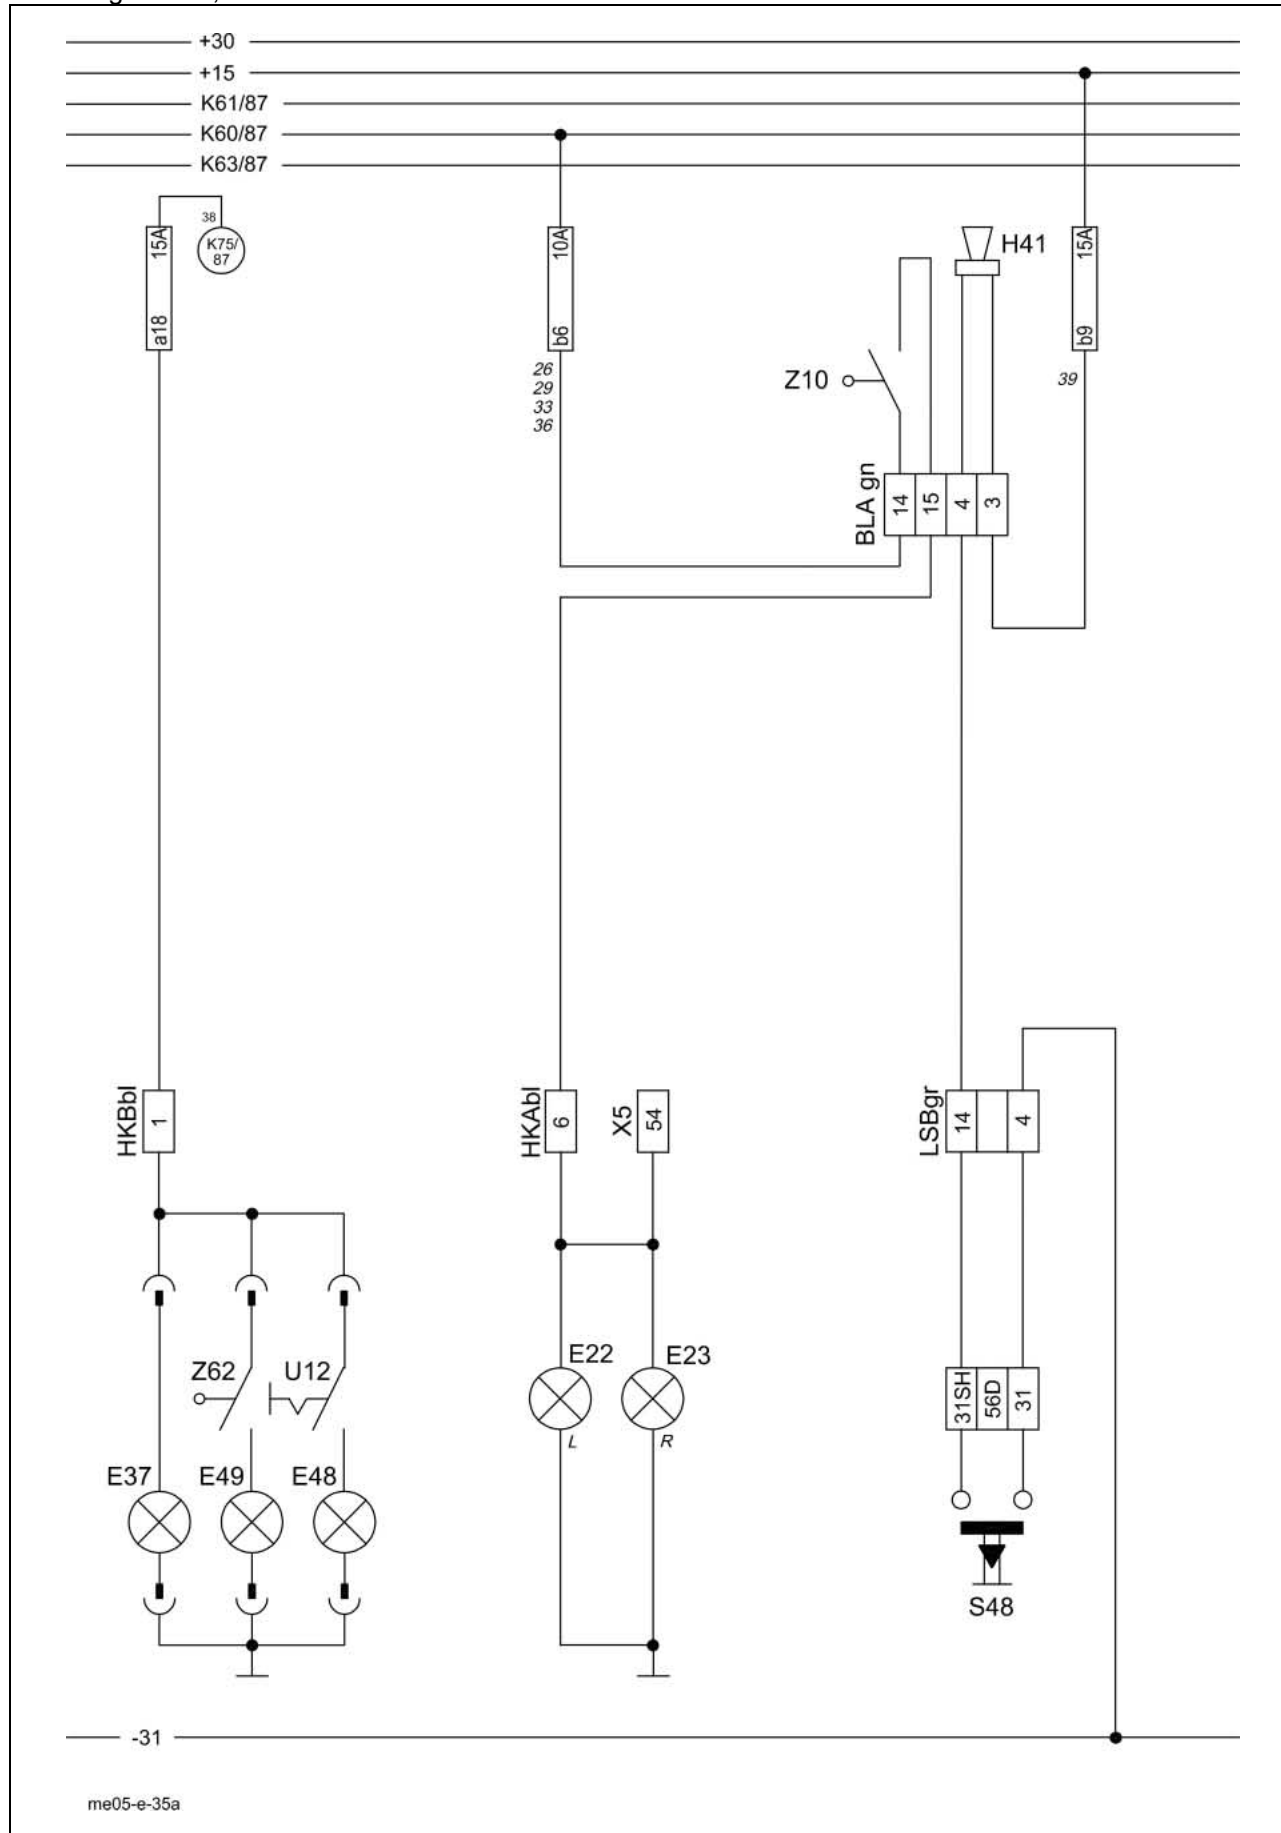 +30
+15
K61/87
K60/87
K63/87
38
K75/
87
15A
a18
10A
b6
26
29
33
36
H41
15A
b9
39
Z10
BLA gn
14
15
4
3
HKBbl
1
HKAbl
6
X5
54
LSBgr
14
4
Z62
U12
E22
L
E23
R
31SH
56D
31
E37
E49
E48
S48
-31
me05-e-35a